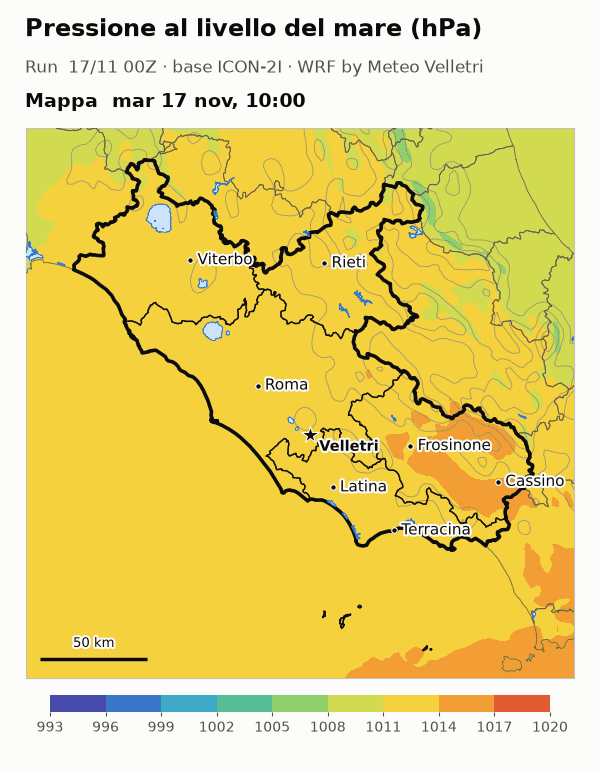 Pressione al livello del mare (hPa)
Run  17/11 00Z · base ICON-2I · WRF by Meteo Velletri
Mappa  mar 17 nov, 10:00
Viterbo
Rieti
Roma
Velletri
Frosinone
Latina
Cassino
Terracina
50 km
993 996 999 1002 1005 1008 1011 1014 1017 1020